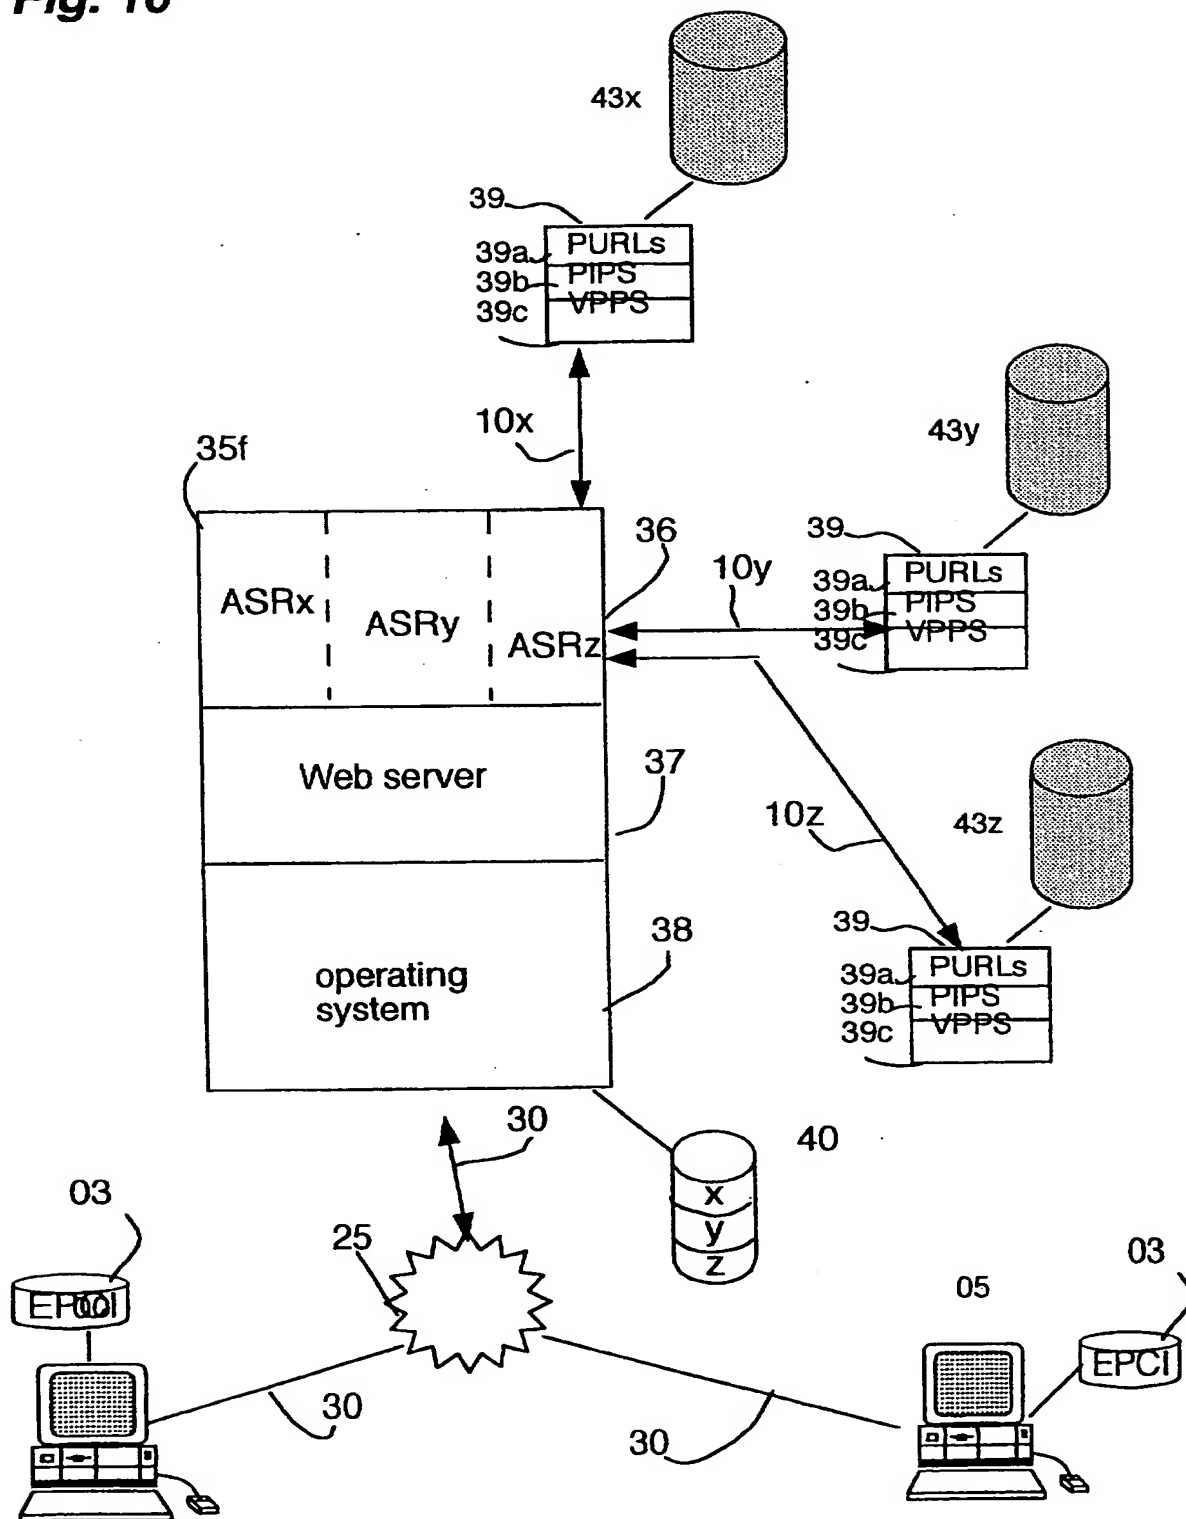 Fig. 10
43x
39
39a
PURLs
39b
PIPS
39c
VPPS
10x
35f
43y
36
39
10y
39a
PURLs
39b
PIPS
39c
VPPS
ASRx
ASRy
ASRz
Web server
37
10z
43z
38
39
39a
PURLs
39b
PIPS
39c
VPPS
operating
system
30
40
x
y
z
03
25
03
05
EPCI
30
30